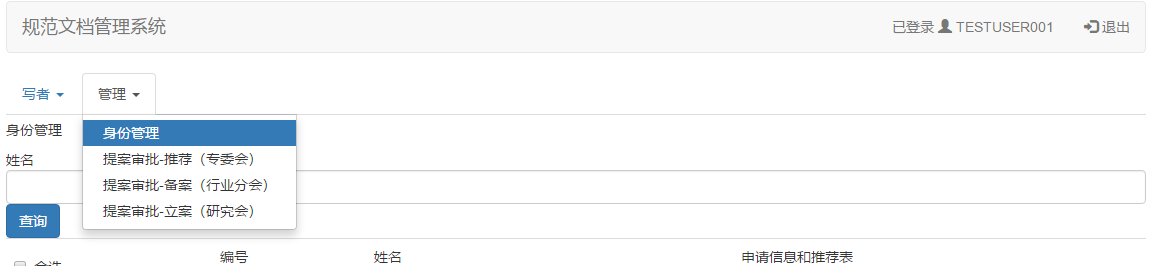 规范文档管理系统 已登录 TESTUSER001 退出
写者 管理
身份管理 身份管理
提案审批-推荐（专委会）
姓名
提案审批-备案（行业分会）
提案审批-立案（研究会）
查询
全选 编号 姓名 申请信息和推荐表